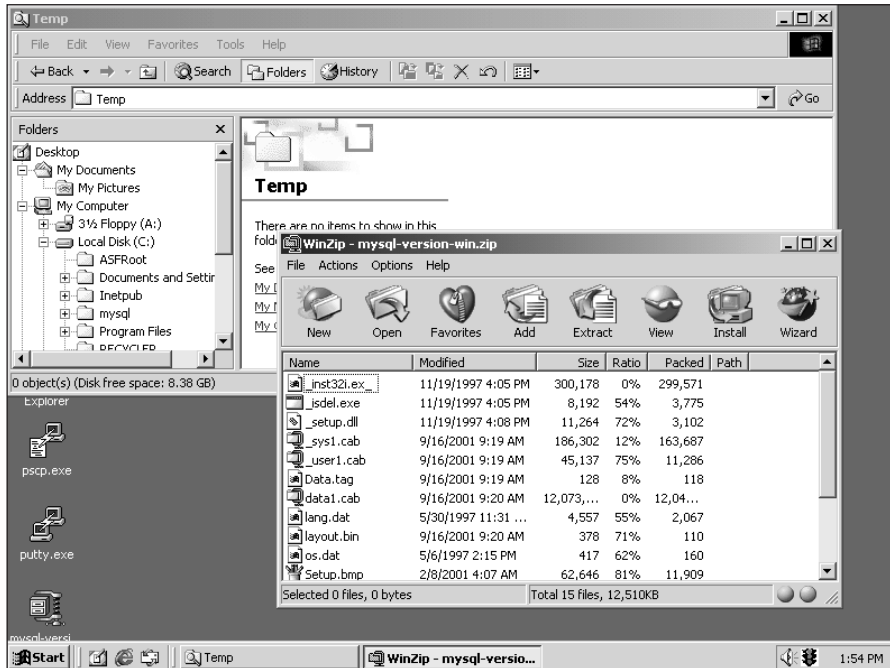 Temp
File Edit View Favorites Tools Help
Back Search Folders History
Address Temp Go
Folders x
Desktop
My Documents
My Pictures
My Computer
3½ Floppy (A:)
Local Disk (C:)
ASFRoot
Documents and Settin
Inetpub
mysql
Program Files
RECYCLER
Temp
There are no items to show in this
folde
See
My
My
My
0 object(s) (Disk free space: 8.38 GB)
WinZip - mysql-version-win.zip
File Actions Options Help
New Open Favorites Add Extract View Install Wizard
Name Modified Size Ratio Packed Path
_inst32i.ex_ 11/19/1997 4:05 PM 300,178 0% 299,571
_isdel.exe 11/19/1997 4:05 PM 8,192 54% 3,775
_setup.dll 11/19/1997 4:08 PM 11,264 72% 3,102
_sys1.cab 9/16/2001 9:19 AM 186,302 12% 163,687
_user1.cab 9/16/2001 9:19 AM 45,137 75% 11,286
Data.tag 9/16/2001 9:19 AM 128 8% 118
data1.cab 9/16/2001 9:20 AM 12,073,... 0% 12,04...
lang.dat 5/30/1997 11:31 ... 4,557 55% 2,067
layout.bin 9/16/2001 9:20 AM 378 71% 110
os.dat 5/6/1997 2:15 PM 417 62% 160
Setup.bmp 2/8/2001 4:07 AM 62,646 81% 11,909
Selected 0 files, 0 bytes Total 15 files, 12,510KB
Explorer
pscp.exe
putty.exe
mysql-versi
Start Temp WinZip - mysql-versio... 1:54 PM